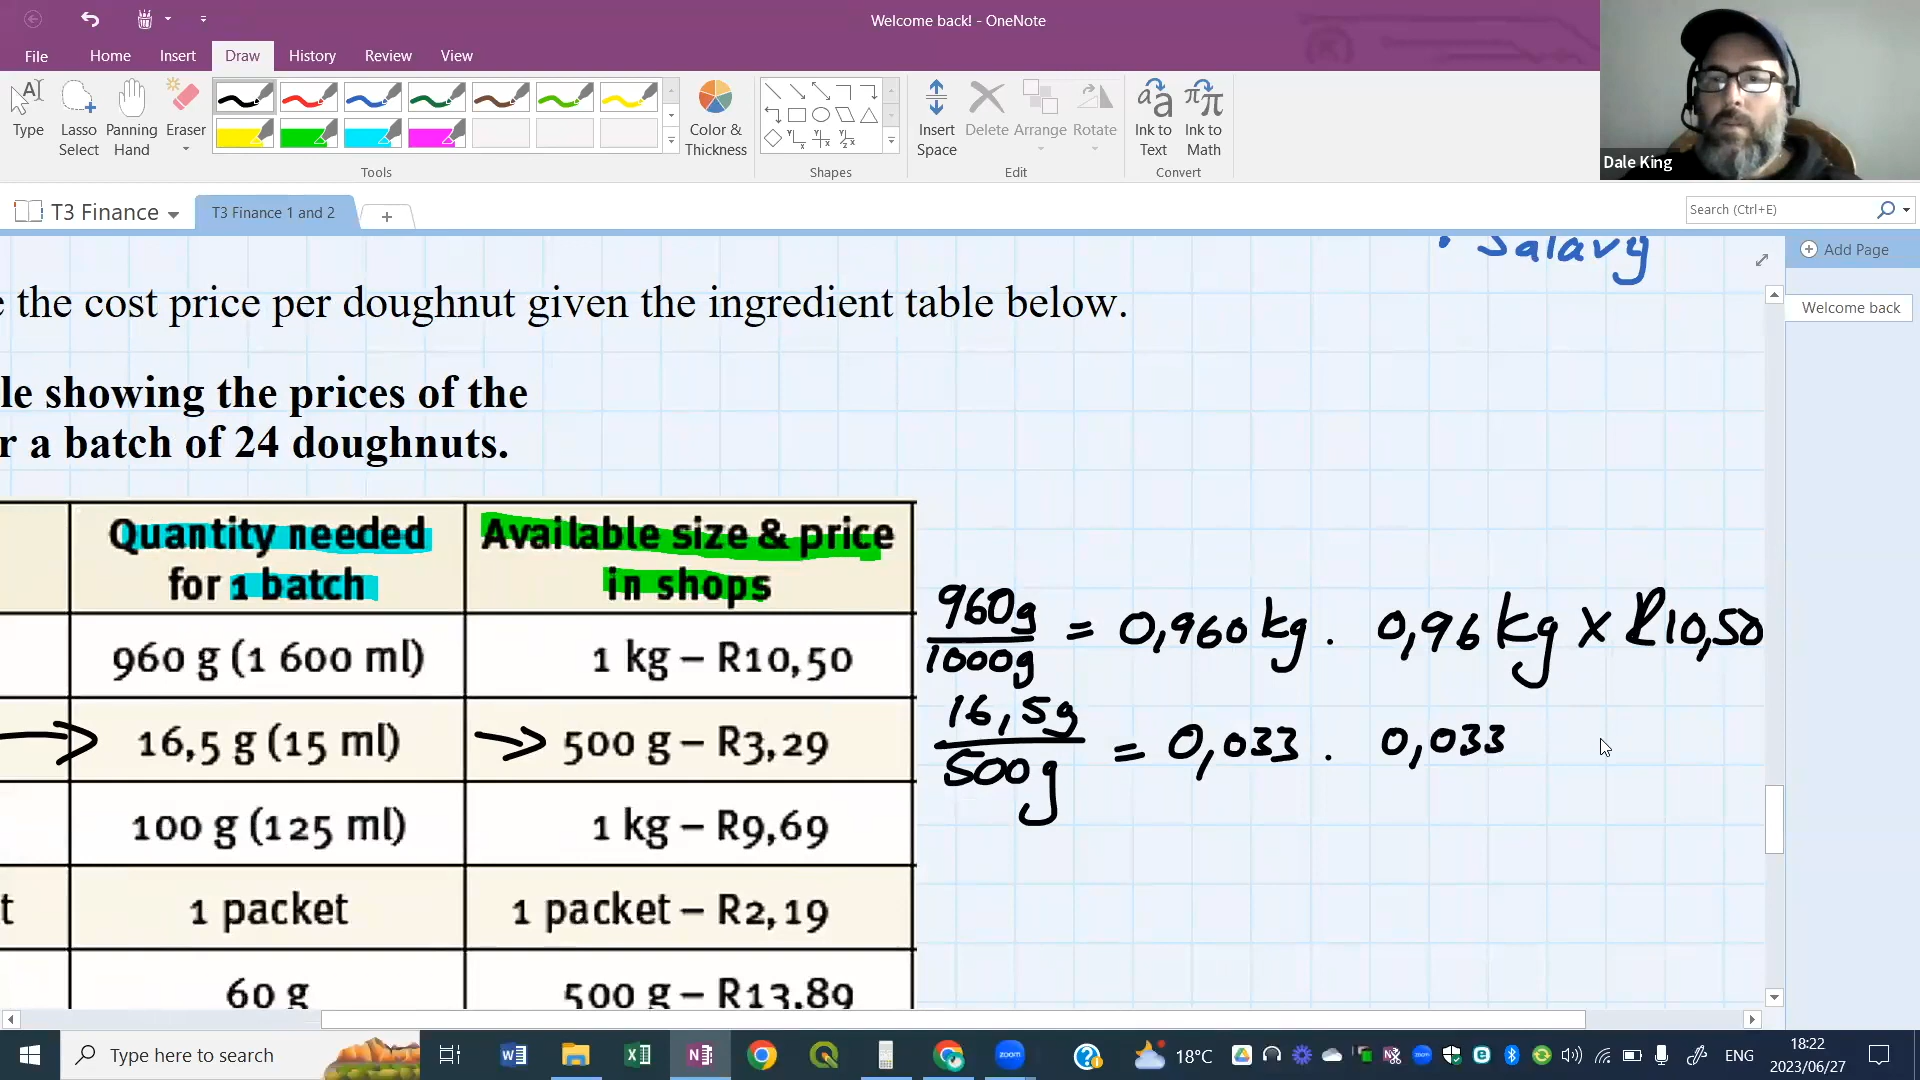 Welcome back! - OneNote
File
Home
Insert
Draw
History
Review
View
Type
Lasso Select
Panning Hand
Eraser
Color & Thickness
Insert Space
Delete
Arrange
Rotate
Ink to Text
Ink to Math
Tools
Shapes
Edit
Convert
Dale King
T3 Finance
T3 Finance 1 and 2
Search (Ctrl+E)
Add Page
Welcome back
• Salary
e the cost price per doughnut given the ingredient table below.
le showing the prices of the
r a batch of 24 doughnuts.
Quantity needed
for 1 batch
Available size & price
in shops
960 g (1 600 ml)
1 kg – R10,50
960g/1000g = 0,960 kg . 0,96 kg × R10,50
16,5 g (15 ml)
500 g – R3,29
16,5g/500g = 0,033 . 0,033
100 g (125 ml)
1 kg – R9,69
t
1 packet
1 packet – R2,19
60 g
500 g – R13,89
Type here to search
zoom
18°C
ENG
18:22
2023/06/27